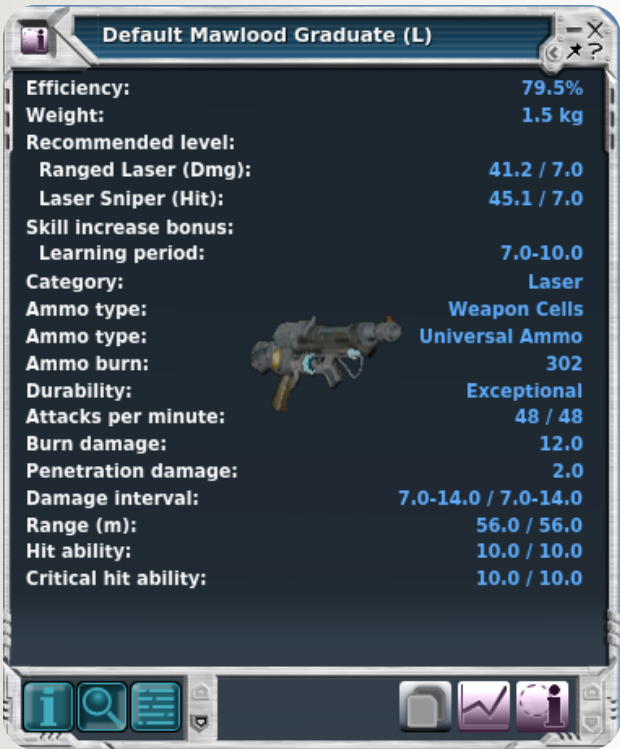 Default Mawlood Graduate (L)
Efficiency: 79.5%
Weight: 1.5 kg
Recommended level:
Ranged Laser (Dmg): 41.2 / 7.0
Laser Sniper (Hit): 45.1 / 7.0
Skill increase bonus:
Learning period: 7.0-10.0
Category: Laser
Ammo type: Weapon Cells
Ammo type: Universal Ammo
Ammo burn: 302
Durability: Exceptional
Attacks per minute: 48 / 48
Burn damage: 12.0
Penetration damage: 2.0
Damage interval: 7.0-14.0 / 7.0-14.0
Range (m): 56.0 / 56.0
Hit ability: 10.0 / 10.0
Critical hit ability: 10.0 / 10.0